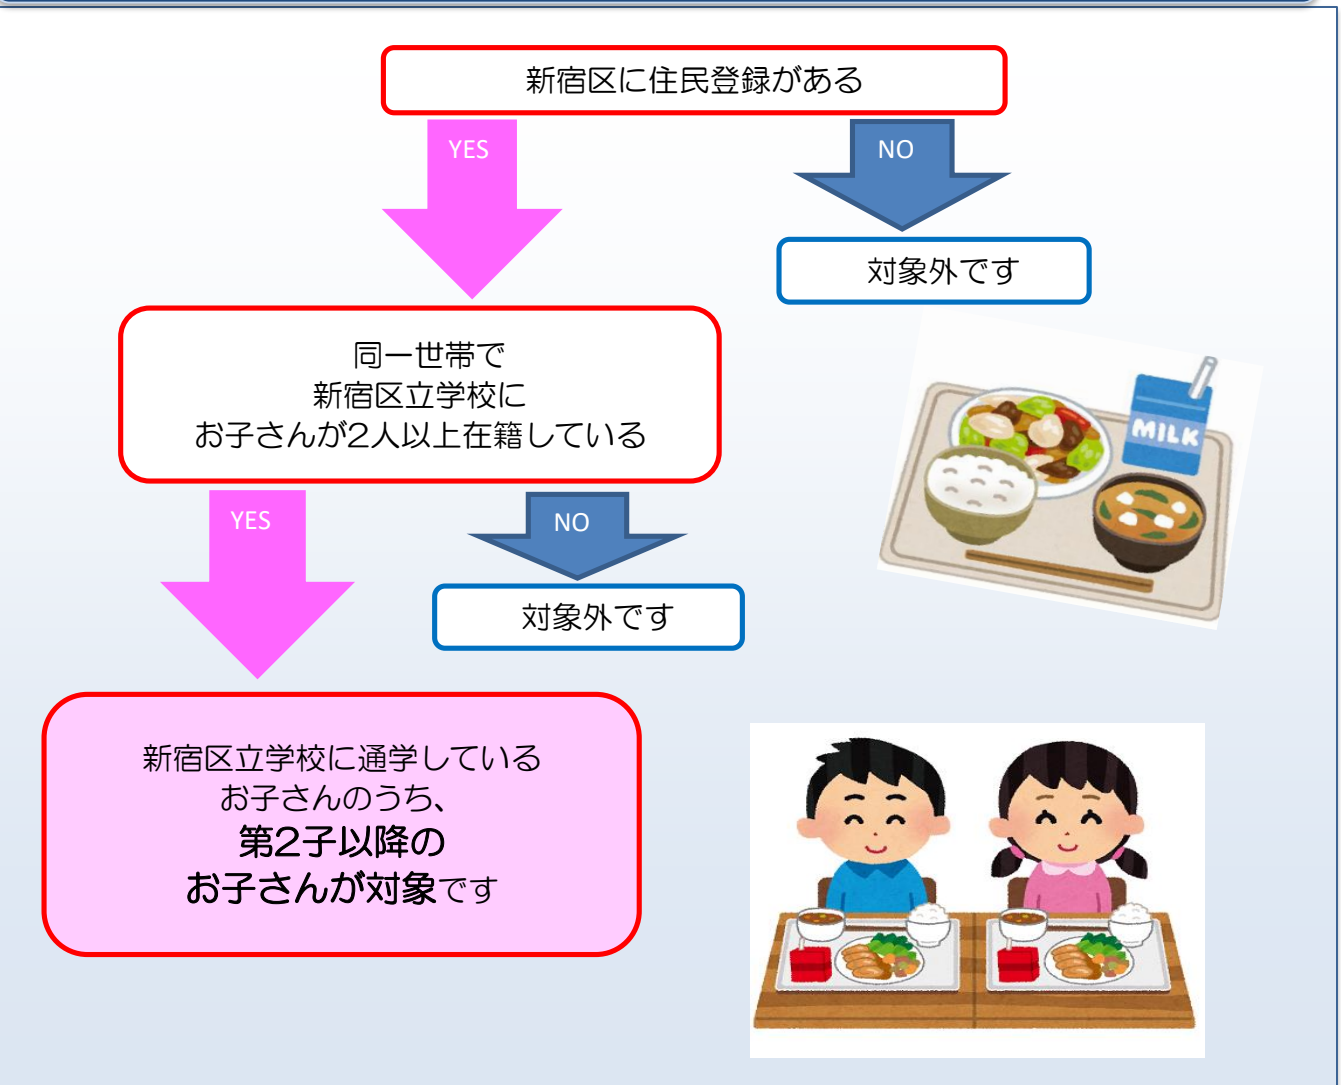 新宿区に住民登録がある
YES
NO
対象外です
同一世帯で
新宿区立学校に
お子さんが2人以上在籍している
MILK
YES
NO
対象外です
新宿区立学校に通学している
お子さんのうち、
第2子以降の
お子さんが対象です